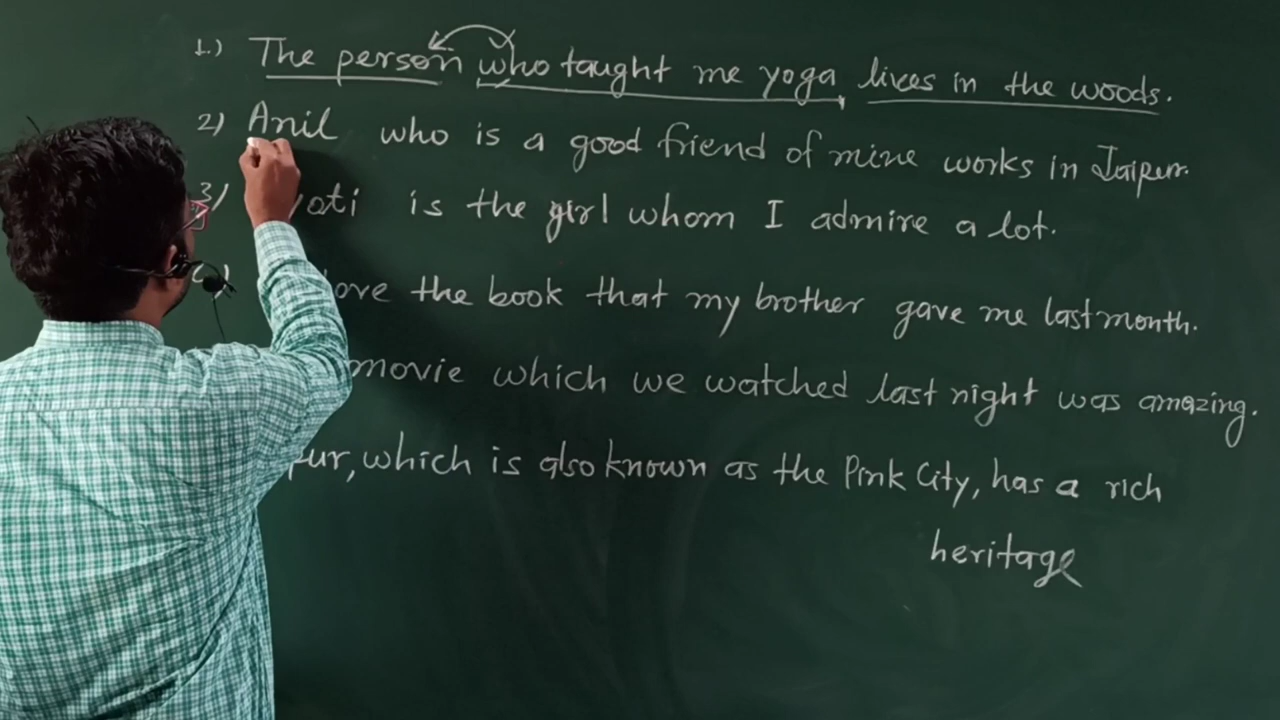 1.) The person who taught me yoga lives in the woods.
2) Anil who is a good friend of mine works in Jaipur.
3) is the girl whom I admire a lot.
the book that my brother gave me last month.
movie which we watched last night was amazing.
which is also known as the Pink City, has a rich
heritage